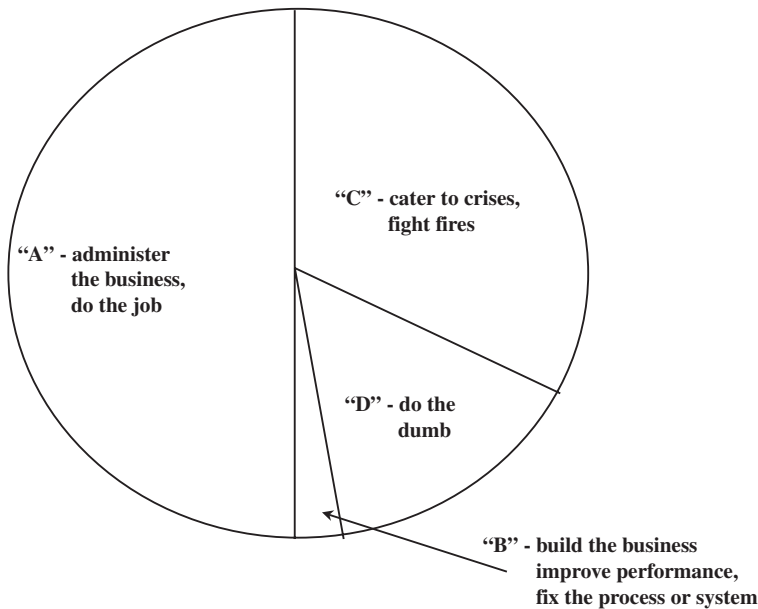 “C” - cater to crises,
fight fires
“A” - administer
the business,
do the job
“D” - do the
dumb
“B” - build the business
improve performance,
fix the process or system